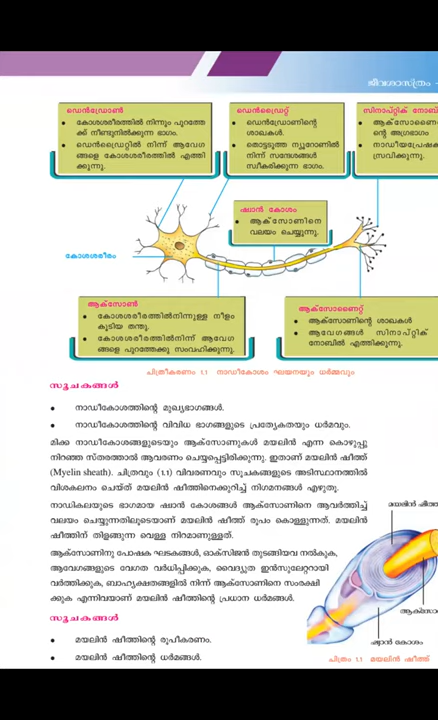 ജീവശാസ്ത്രം -
ഡെൻഡ്രോൺ
കോശശരീരത്തിൽ നിന്നും പുറത്തേ
ക്ക് നീണ്ടുനിൽക്കുന്ന ഭാഗം.
ഡെൻഡ്രൈറ്റിൽ നിന്ന് ആവേഗ
ങ്ങളെ കോശശരീരത്തിൽ എത്തി
ക്കുന്നു.
ഡെൻഡ്രൈറ്റ്
ഡെൻഡ്രോണിന്റെ
ശാഖകൾ.
തൊട്ടടുത്ത ന്യൂറോണിൽ
നിന്ന് സന്ദേശങ്ങൾ
സ്വീകരിക്കുന്ന ഭാഗം.
സിനാപ്റ്റിക് നോബ്
ആക്സോണൈ
ന്റെ അഗ്രഭാഗം
നാഡീയപ്രേഷക
സ്രവിക്കുന്നു.
ഷ്വാൻ കോശം
ആക്സോണിനെ
വലയം ചെയ്യുന്നു.
കോശശരീരം
ആക്സോൺ
കോശശരീരത്തിൽനിന്നുള്ള നീളം
കൂടിയ തന്തു.
കോശശരീരത്തിൽനിന്ന് ആവേഗ
ങ്ങളെ പുറത്തേക്കു സംവഹിക്കുന്നു.
ആക്സോണൈറ്റ്
ആക്സോണിന്റെ ശാഖകൾ
ആവേഗങ്ങൾ സിനാപ്റ്റിക്
നോബിൽ എത്തിക്കുന്നു.
ചിത്രീകരണം 1.1 നാഡീകോശം ഘടനയും ധർമ്മവും
സൂചകങ്ങൾ
നാഡീകോശത്തിന്റെ മുഖ്യഭാഗങ്ങൾ.
നാഡീകോശത്തിന്റെ വിവിധ ഭാഗങ്ങളുടെ പ്രത്യേകതയും ധർമവും.
മിക്ക നാഡീകോശങ്ങളുടെയും ആക്സോണുകൾ മയലിൻ എന്ന കൊഴുപ്പു
നിറഞ്ഞ സ്തരത്താൽ ആവരണം ചെയ്യപ്പെട്ടിരിക്കുന്നു. ഇതാണ് മയലിൻ ഷീത്ത്
(Myelin sheath). ചിത്രവും (1.1) വിവരണവും സൂചകങ്ങളുടെ അടിസ്ഥാനത്തിൽ
വിശകലനം ചെയ്ത് മയലിൻ ഷീത്തിനെക്കുറിച്ച് നിഗമനങ്ങൾ എഴുതൂ.
നാഡികലയുടെ ഭാഗമായ ഷ്വാൻ കോശങ്ങൾ ആക്സോണിനെ ആവർത്തിച്ച്
വലയം ചെയ്യുന്നതിലൂടെയാണ് മയലിൻ ഷീത്ത് രൂപം കൊള്ളുന്നത്. മയലിൻ
ഷീത്തിന് തിളങ്ങുന്ന വെള്ള നിറമാണുള്ളത്.
ആക്സോണിനു പോഷക ഘടകങ്ങൾ, ഓക്സിജൻ തുടങ്ങിയവ നൽകുക,
ആവേഗങ്ങളുടെ വേഗത വർധിപ്പിക്കുക, വൈദ്യുത ഇൻസുലേറ്ററായി
വർത്തിക്കുക, ബാഹ്യക്ഷതങ്ങളിൽ നിന്ന് ആക്സോണിനെ സംരക്ഷി
ക്കുക എന്നിവയാണ് മയലിൻ ഷീത്തിന്റെ പ്രധാന ധർമങ്ങൾ.
മയലിൻ ഷീത്ത്
ആക്സോ
ഷ്വാൻ കോശം
ചിത്രം 1.1 മയലിൻ ഷീത്ത്
സൂചകങ്ങൾ
മയലിൻ ഷീത്തിന്റെ രൂപീകരണം.
മയലിൻ ഷീത്തിന്റെ ധർമങ്ങൾ.